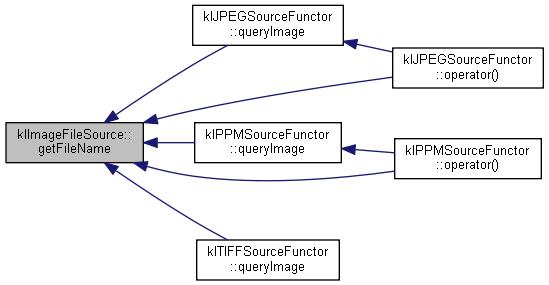 klJPEGSourceFunctor
::queryImage
klJPEGSourceFunctor
::operator()
klImageFileSource::
getFileName
klPPMSourceFunctor
::queryImage
klPPMSourceFunctor
::operator()
klTIFFSourceFunctor
::queryImage